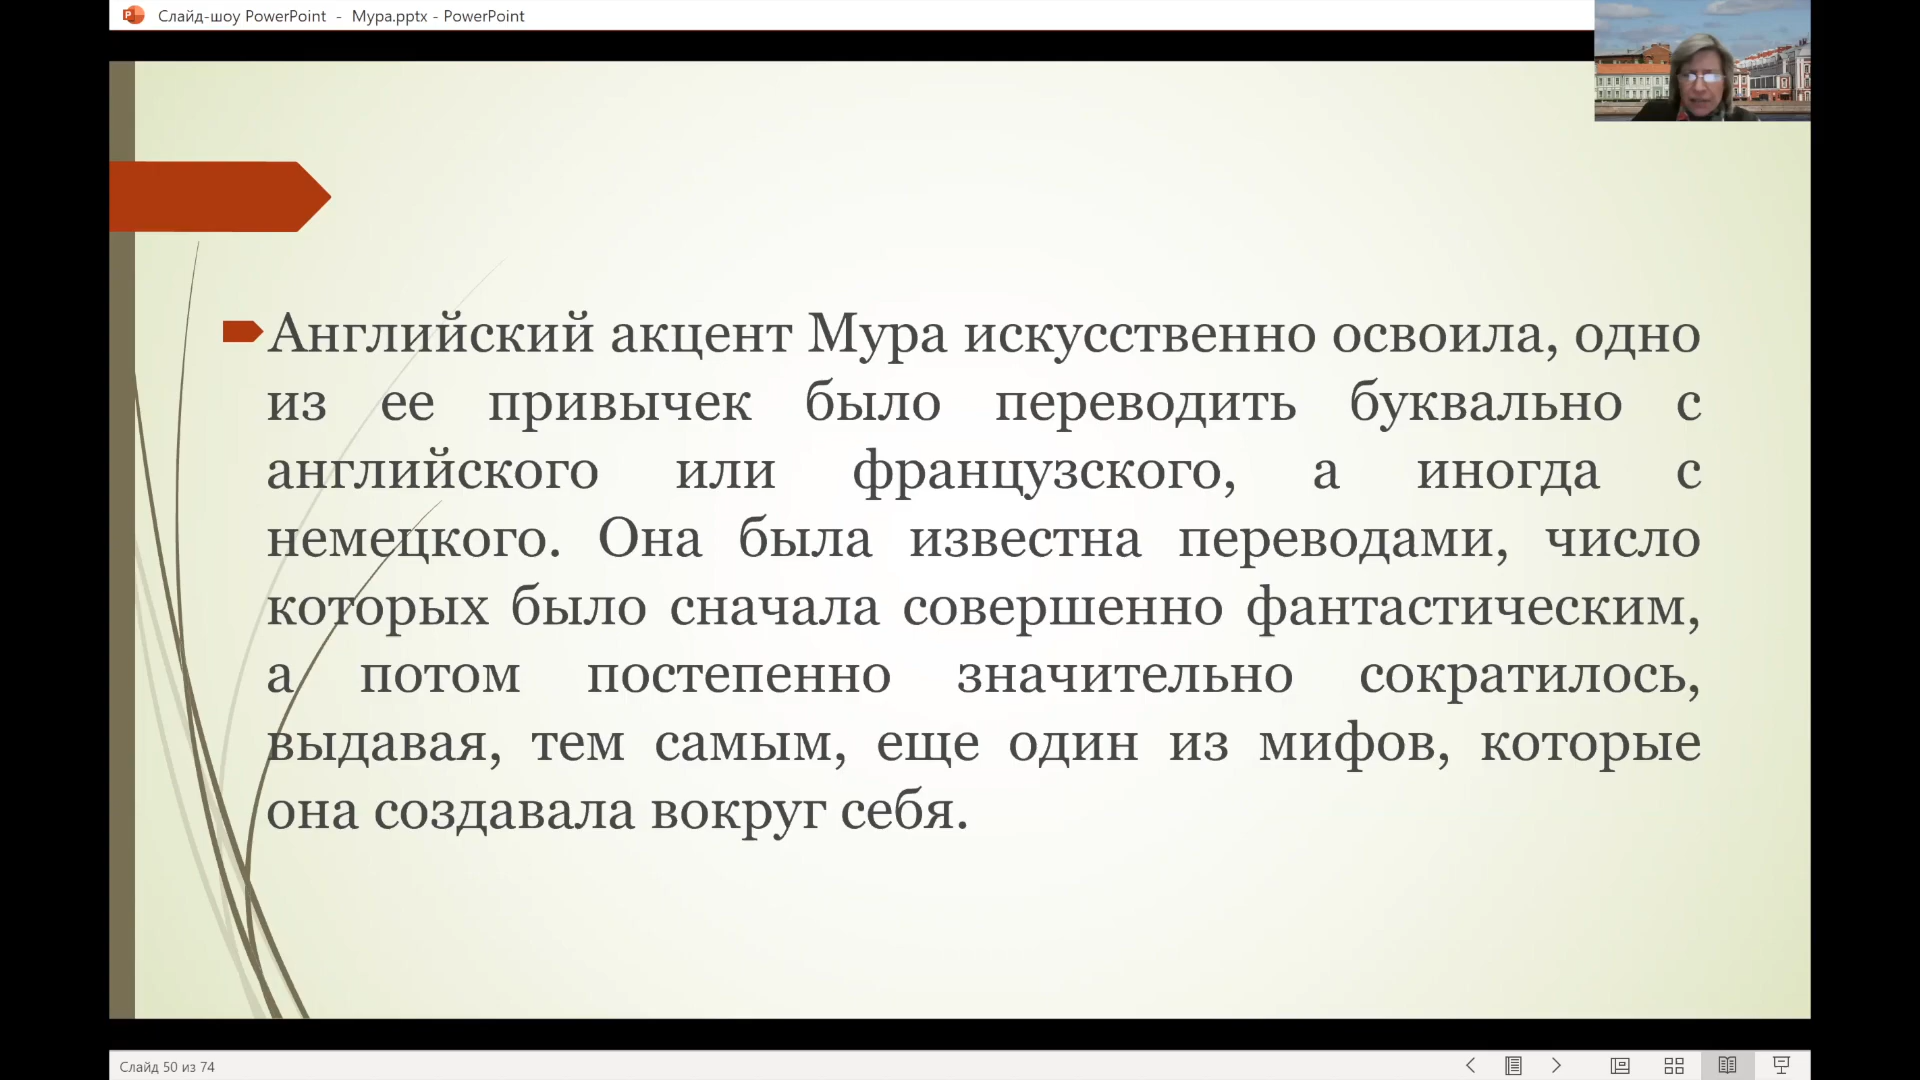 Слайд-шоу PowerPoint - Мура.pptx - PowerPoint
Английский акцент Мура искусственно освоила, одно
из ее привычек было переводить буквально с
английского или французского, а иногда с
немецкого. Она была известна переводами, число
которых было сначала совершенно фантастическим,
а потом постепенно значительно сократилось,
выдавая, тем самым, еще один из мифов, которые
она создавала вокруг себя.
Слайд 50 из 74